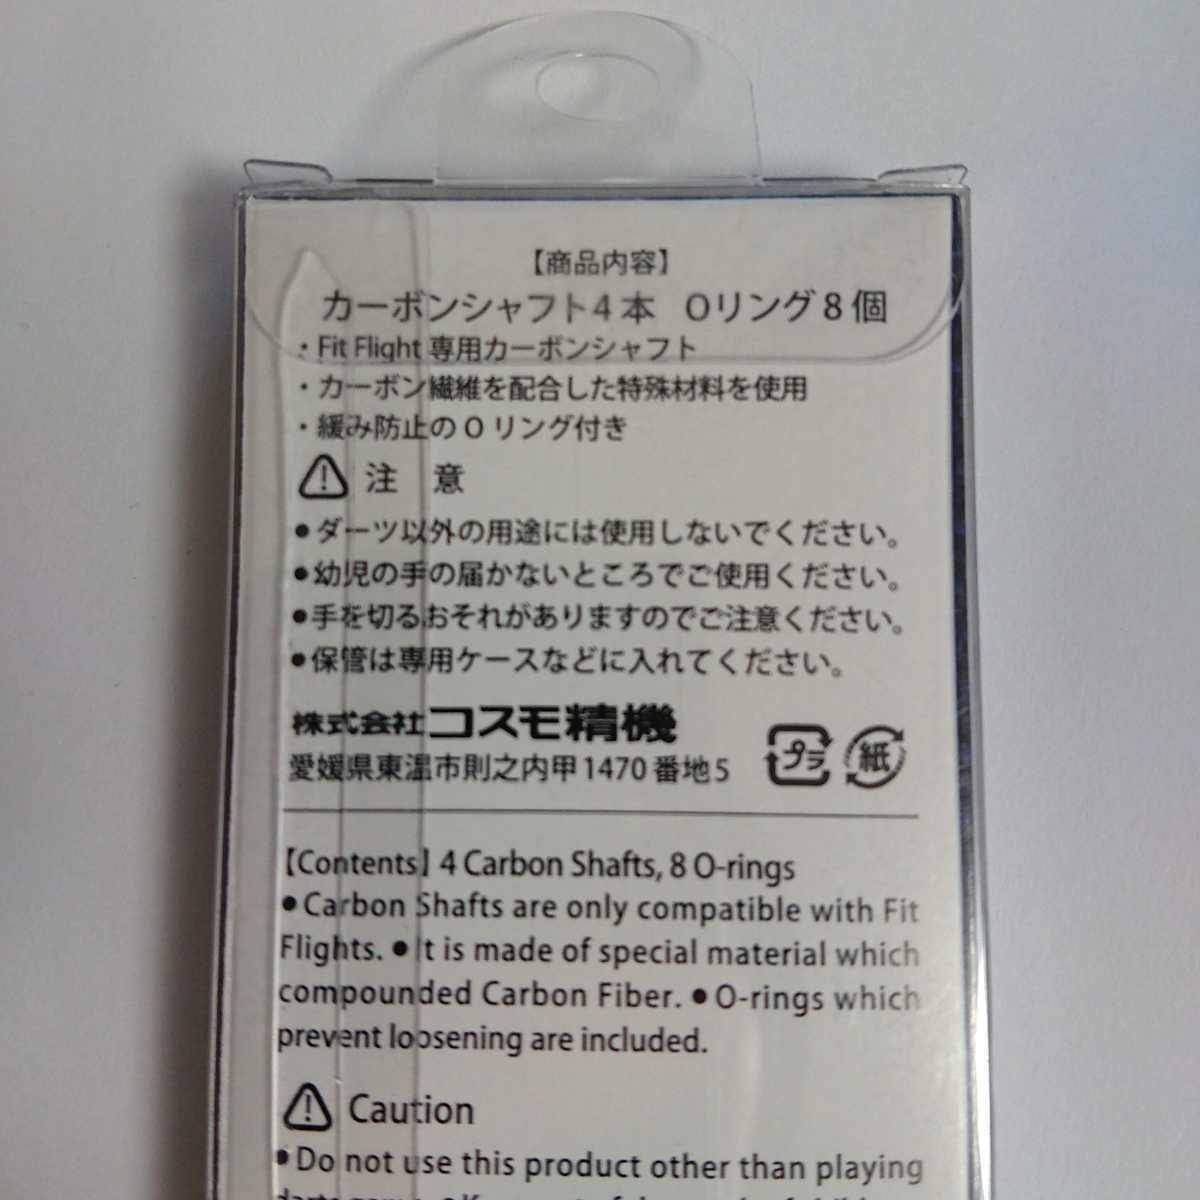 【商品内容】
カーボンシャフト4本 Oリング8個
・Fit Flight 専用カーボンシャフト
・カーボン繊維を配合した特殊材料を使用
・緩み防止のOリング付き
注 意
●ダーツ以外の用途には使用しないでください。
●幼児の手の届かないところでご使用ください。
●手を切るおそれがありますのでご注意ください。
●保管は専用ケースなどに入れてください。
株式会社コスモ精機
愛媛県東温市則之内甲1470番地5
プラ 紙
【Contents】4 Carbon Shafts, 8 O-rings
●Carbon Shafts are only compatible with Fit
Flights. ●It is made of special material which
compounded Carbon Fiber. ●O-rings which
prevent loosening are included.
Caution
●Do not use this product other than playing